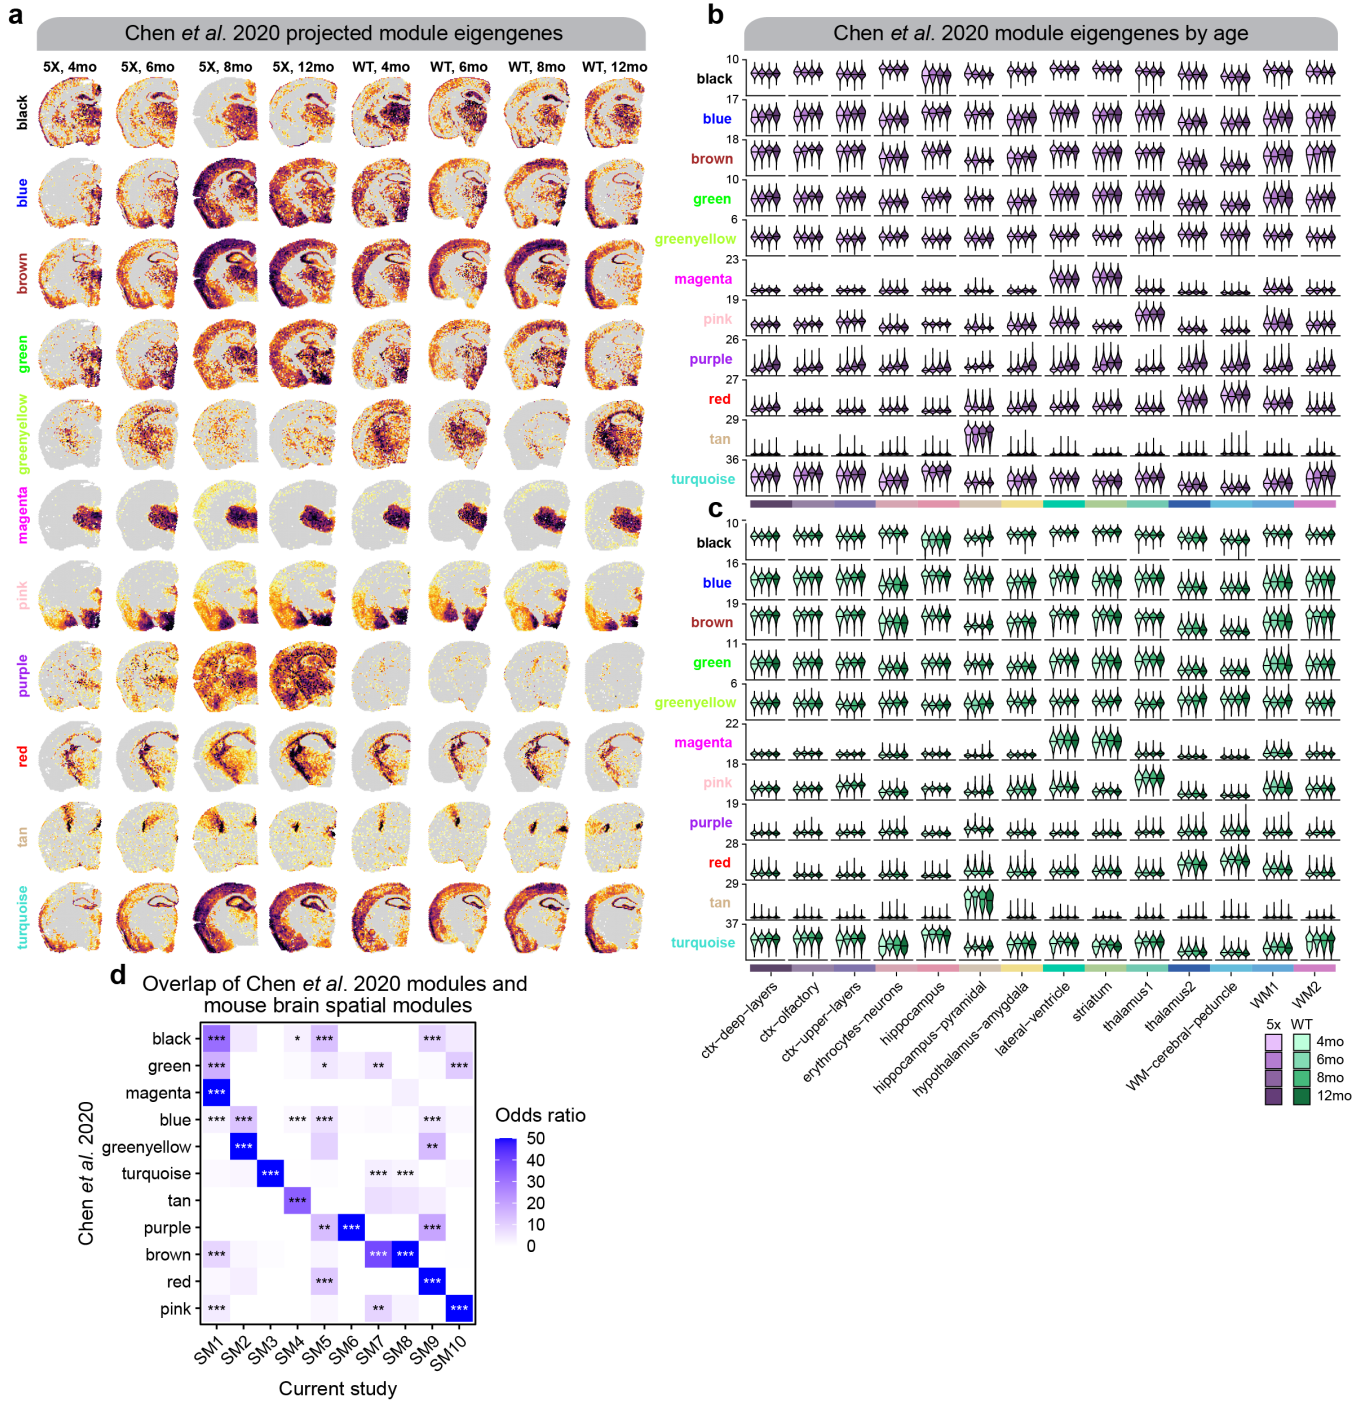 a
Chen et al. 2020 projected module eigengenes
5X, 4mo 5X, 6mo 5X, 8mo 5X, 12mo WT, 4mo WT, 6mo WT, 8mo WT, 12mo
black
blue
brown
green
greenyellow
magenta
pink
purple
red
tan
turquoise
b
Chen et al. 2020 module eigengenes by age
10
black
17
blue
18
brown
10
green
6
greenyellow
23
magenta
19
pink
26
purple
27
red
29
tan
36
turquoise
c
10
black
16
blue
19
brown
11
green
6
greenyellow
22
magenta
18
pink
19
purple
28
red
29
tan
37
turquoise
ctx-deep-layers
ctx-olfactory
ctx-upper-layers
erythrocytes-neurons
hippocampus
hippocampus-pyramidal
hypothalamus-amygdala
lateral-ventricle
striatum
thalamus1
thalamus2
WM-cerebral-peduncle
WM1
WM2
5x WT
4mo
6mo
8mo
12mo
d
Overlap of Chen et al. 2020 modules and
mouse brain spatial modules
Chen et al. 2020
black *** * *** ***
green *** * ** ***
magenta ***
blue *** *** *** *** ***
greenyellow *** **
turquoise *** *** ***
tan ***
purple ** *** ***
brown *** *** ***
red *** ***
pink *** ** ***
SM1 SM2 SM3 SM4 SM5 SM6 SM7 SM8 SM9 SM10
Current study
Odds ratio
50
40
30
20
10
0